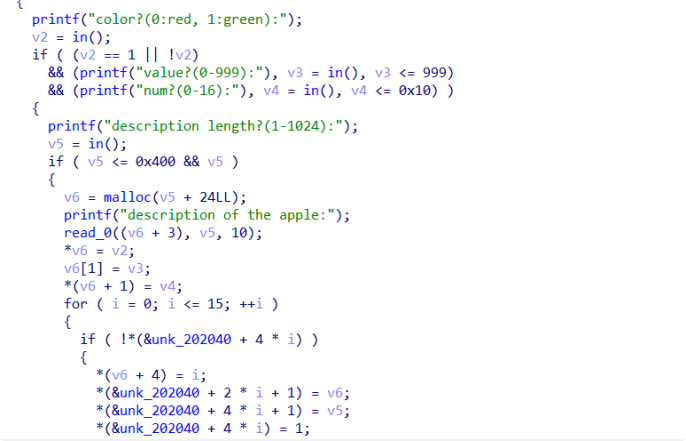 {
printf("color?(0:red, 1:green):");
v2 = in();
if ( (v2 == 1 || !v2)
&& (printf("value?(0-999):"), v3 = in(), v3 <= 999)
&& (printf("num?(0-16):"), v4 = in(), v4 <= 0x10) )
{
printf("description length?(1-1024):");
v5 = in();
if ( v5 <= 0x400 && v5 )
{
v6 = malloc(v5 + 24LL);
printf("description of the apple:");
read_0((v6 + 3), v5, 10);
*v6 = v2;
v6[1] = v3;
*(v6 + 1) = v4;
for ( i = 0; i <= 15; ++i )
{
if ( !*(&unk_202040 + 4 * i) )
{
*(v6 + 4) = i;
*(&unk_202040 + 2 * i + 1) = v6;
*(&unk_202040 + 4 * i + 1) = v5;
*(&unk_202040 + 4 * i) = 1;